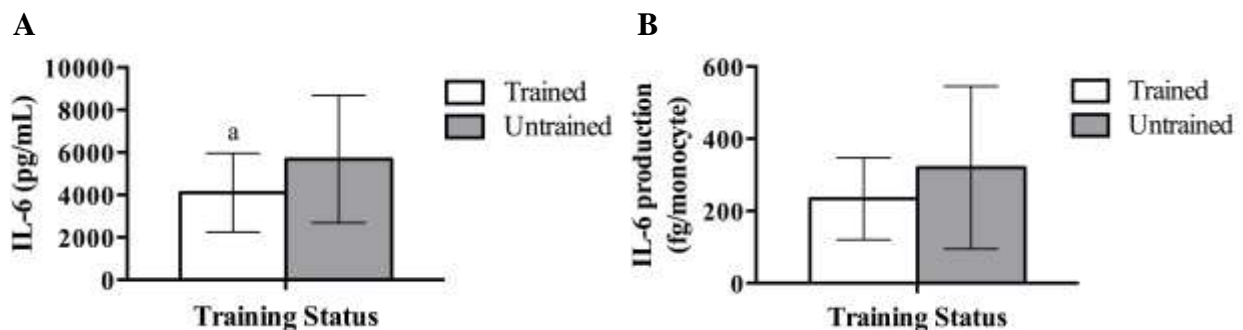 A
IL-6 (pg/mL)
10000
8000
6000
4000
2000
0
a
Trained
Untrained
Training Status
B
IL-6 production
(fg/monocyte)
600
400
200
0
Trained
Untrained
Training Status